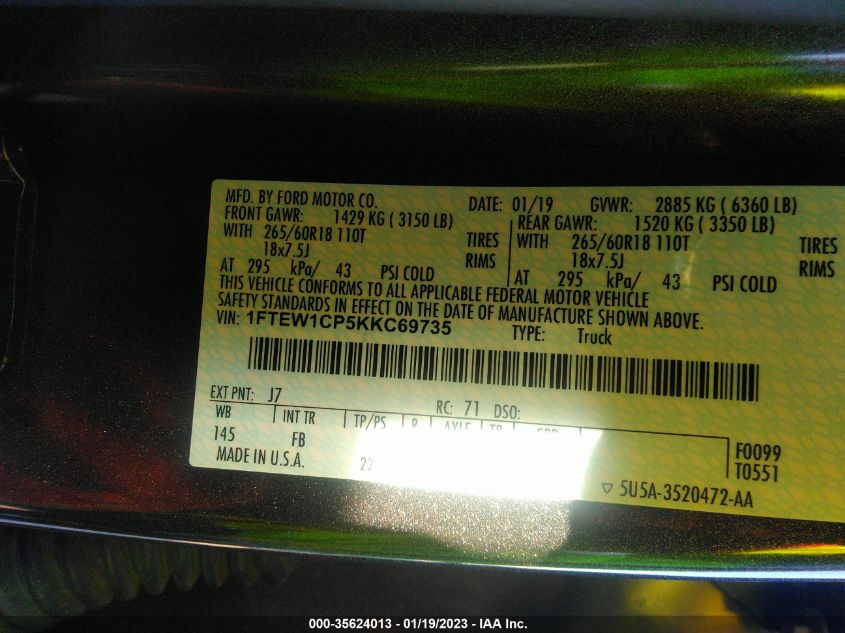 MFD. BY FORD MOTOR CO. DATE: 01/19 GVWR: 2885 KG ( 6360 LB)
FRONT GAWR: 1429 KG ( 3150 LB) REAR GAWR: 1520 KG ( 3350 LB)
WITH 265/60R18 110T TIRES WITH 265/60R18 110T TIRES
18x7.5J RIMS 18x7.5J RIMS
AT 295 kPa/ 43 PSI COLD AT 295 kPa/ 43 PSI COLD
THIS VEHICLE CONFORMS TO ALL APPLICABLE FEDERAL MOTOR VEHICLE
SAFETY STANDARDS IN EFFECT ON THE DATE OF MANUFACTURE SHOWN ABOVE.
VIN: 1FTEW1CP5KKC69735 TYPE: Truck
EXT PNT: J7 RC: 71 DSO:
WB INT TR TP/PS R AXLE TR
145 FB 22 F0099
MADE IN U.S.A. T0551
▽ 5U5A-3520472-AA
000-35624013 - 01/19/2023 - IAA Inc.